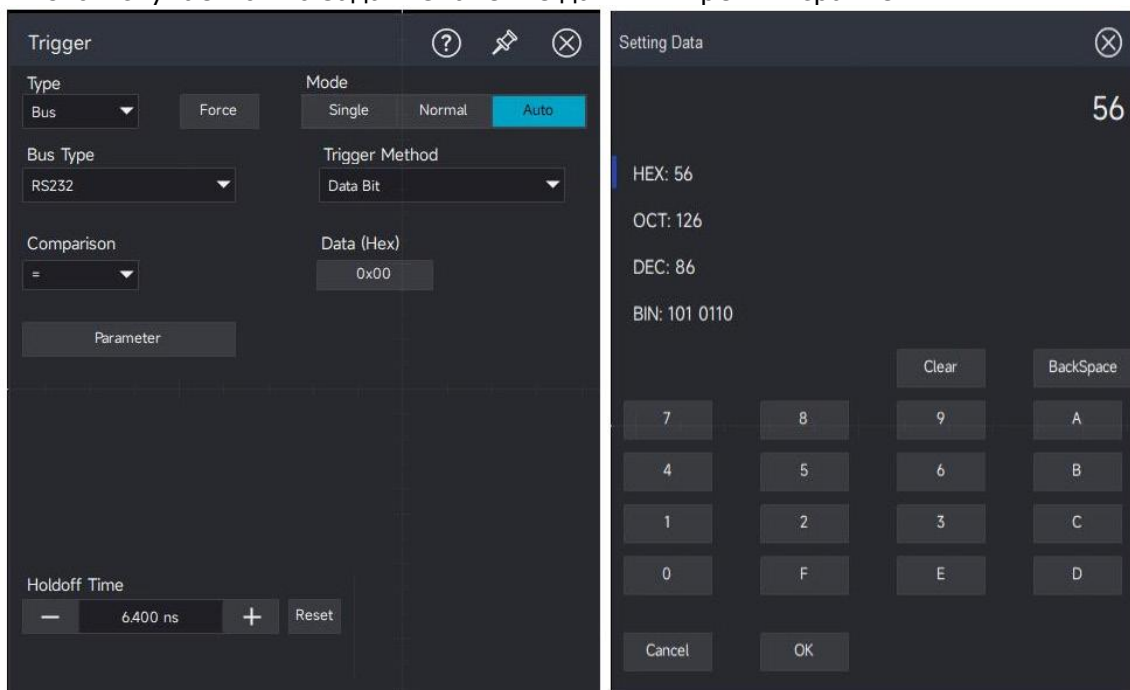 Trigger
Type
Mode
Bus
Force
Single
Normal
Auto
Bus Type
Trigger Method
RS232
Data Bit
Comparison
Data (Hex)
=
0x00
Parameter
Holdoff Time
6.400 ns
Reset
Setting Data
56
HEX: 56
OCT: 126
DEC: 86
BIN: 101 0110
Clear
BackSpace
7 8 9 A
4 5 6 B
1 2 3 C
0 F E D
Cancel
OK